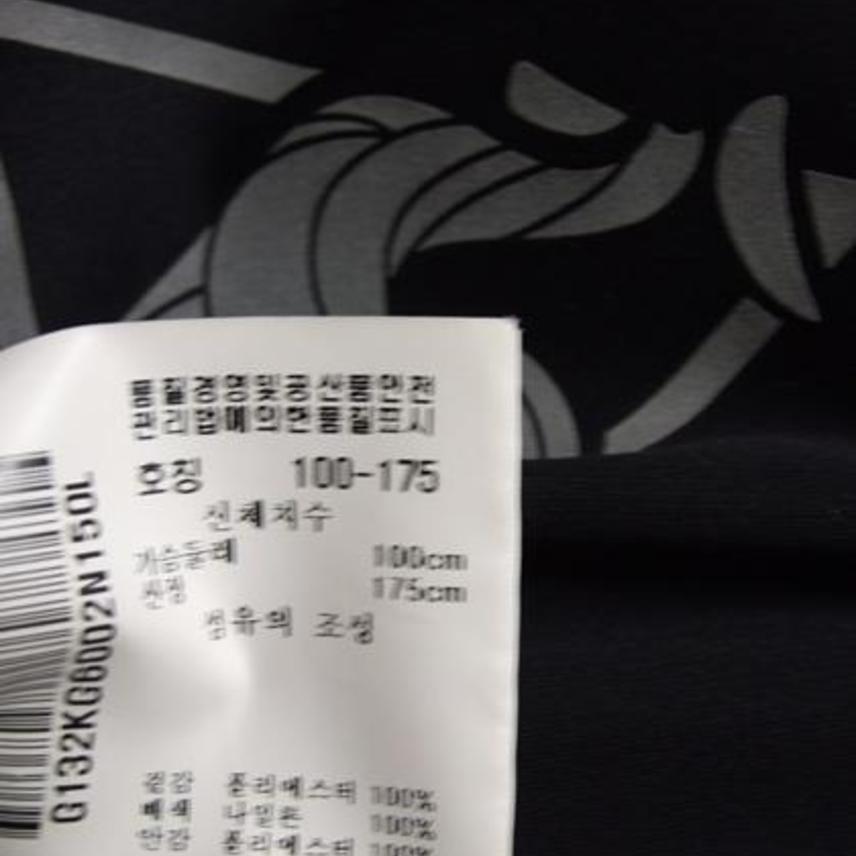 품질경영및공산품안전
관리법에의한품질표시
호칭 100-175
신체치수
가슴둘레 100cm
신장 175cm
섬유의 조성
겉감 폴리에스터 100%
배색 나일론 100%
안감 폴리에스터 100%
G132KG60D2N150L